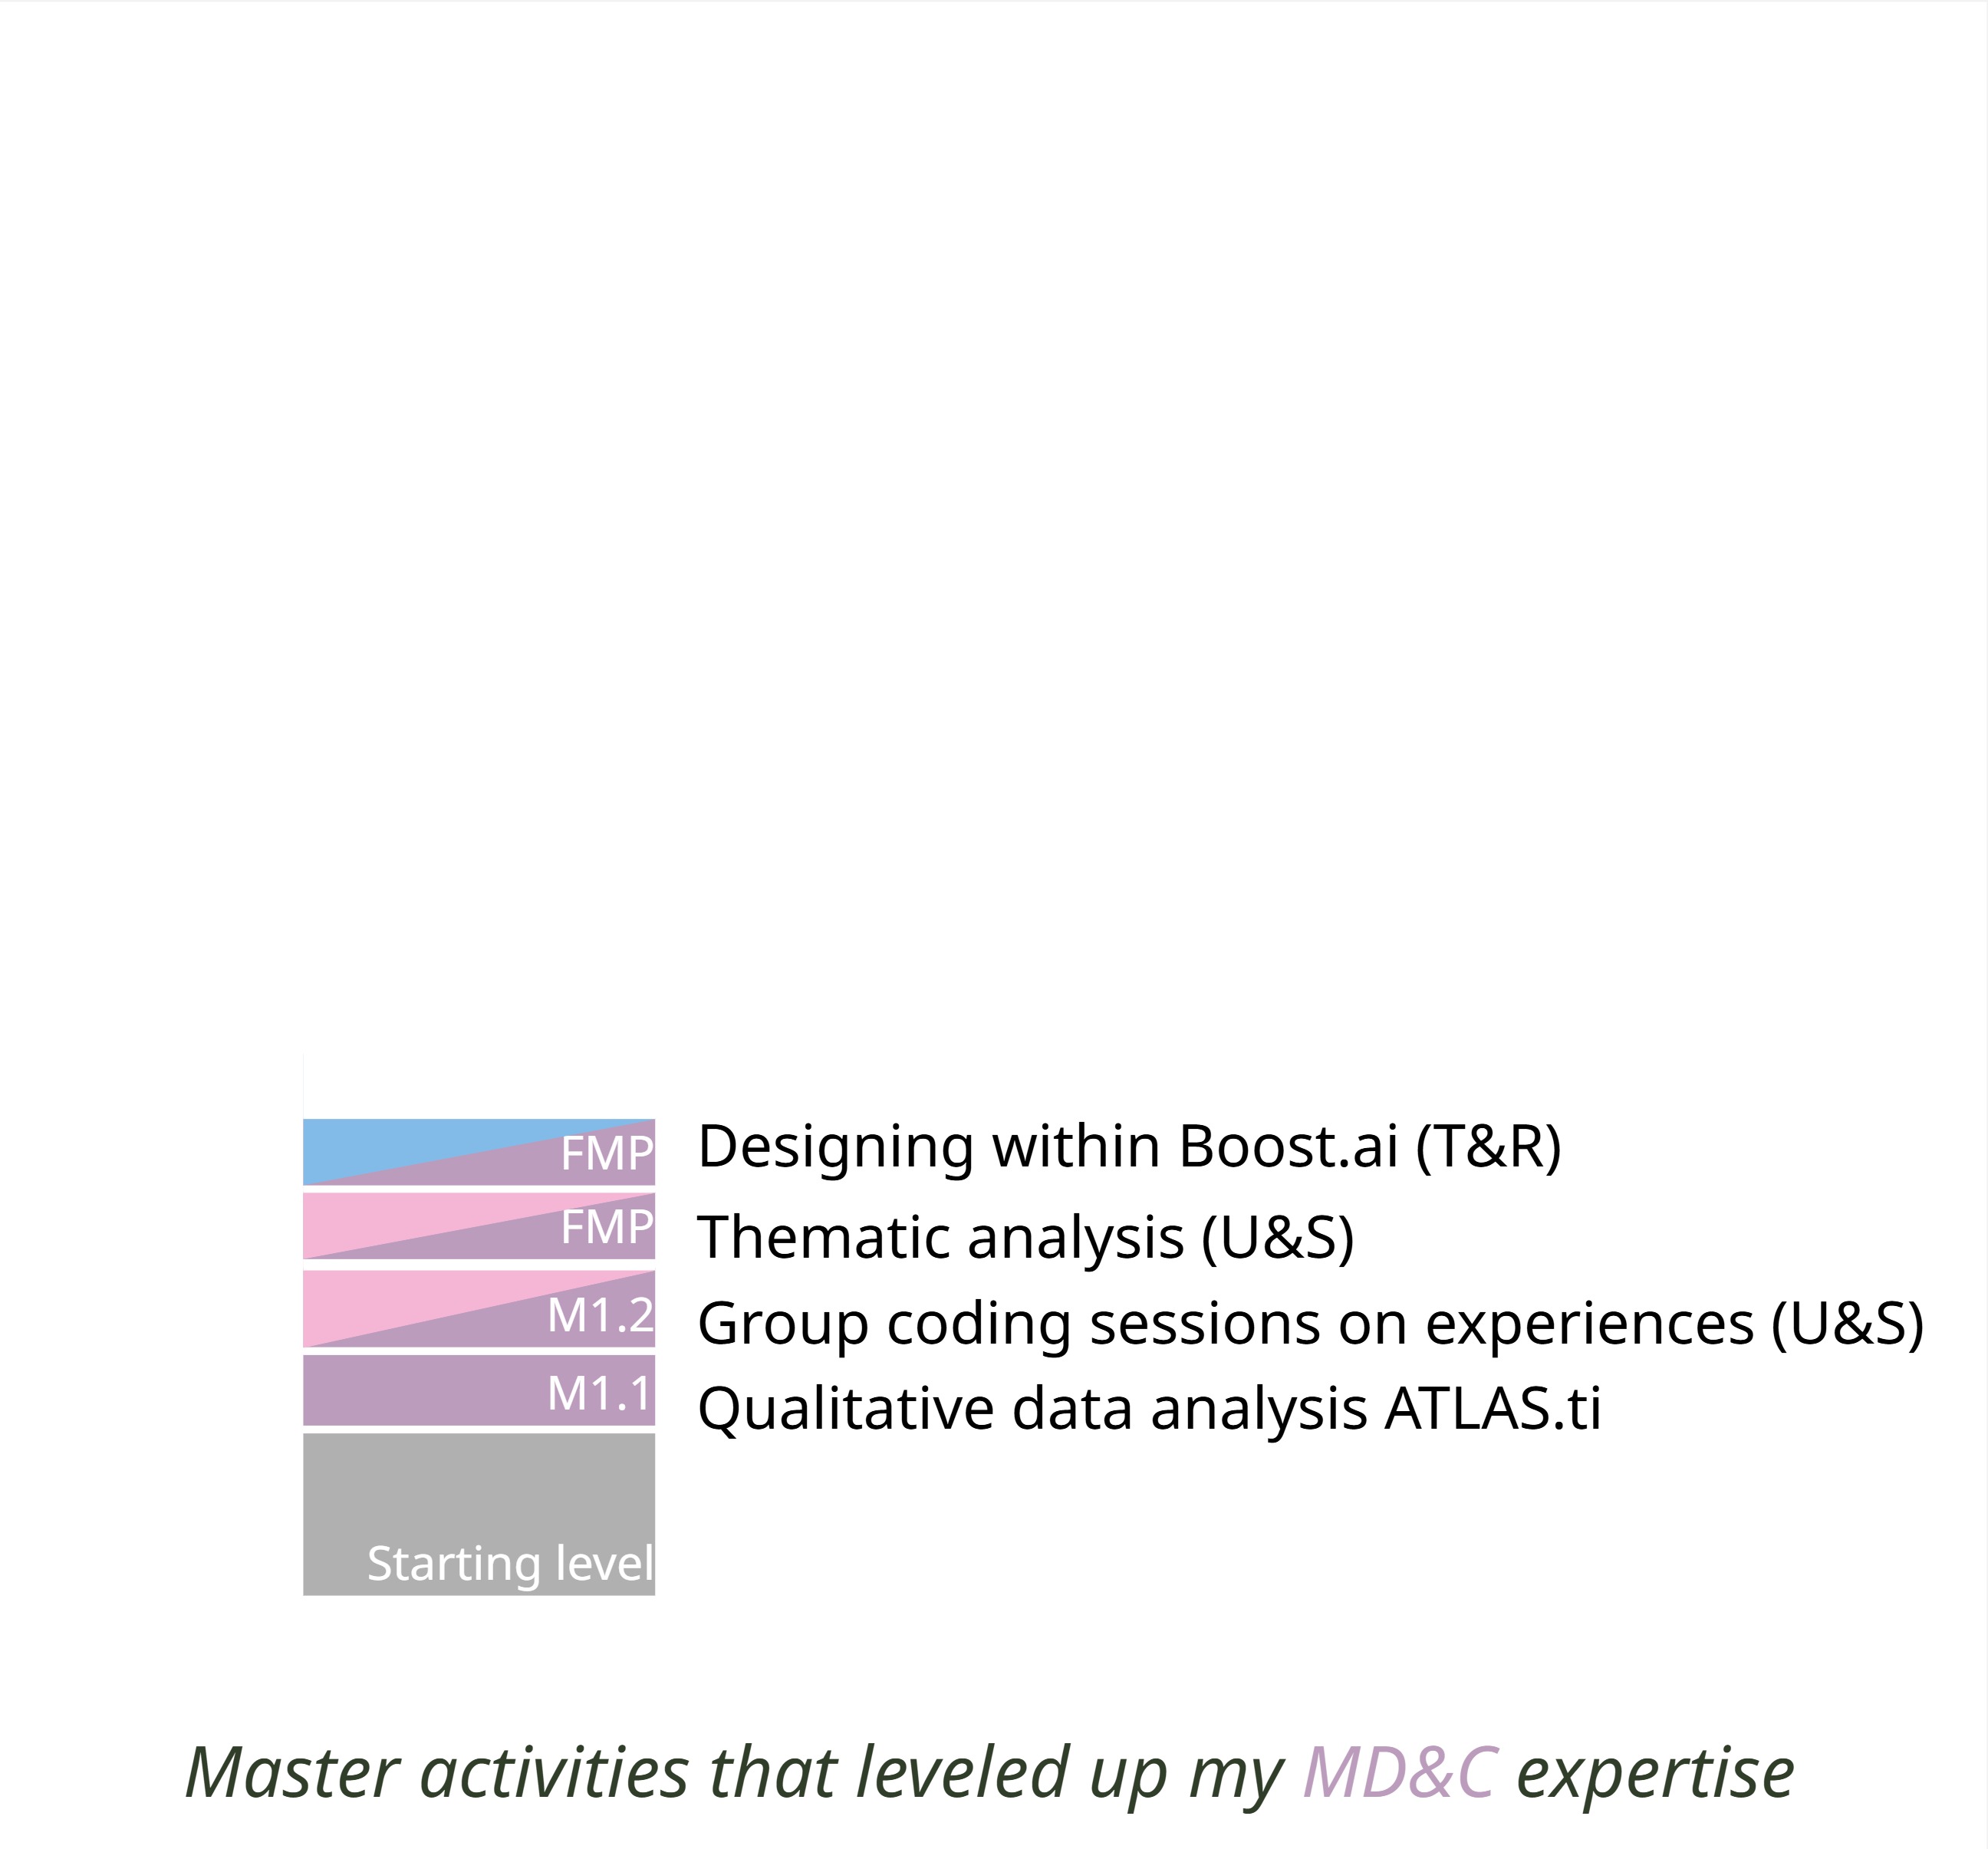 FMP Designing within Boost.ai (T&R)
FMP Thematic analysis (U&S)
M1.2 Group coding sessions on experiences (U&S)
M1.1 Qualitative data analysis ATLAS.ti
Starting level
Master activities that leveled up my MD&C expertise